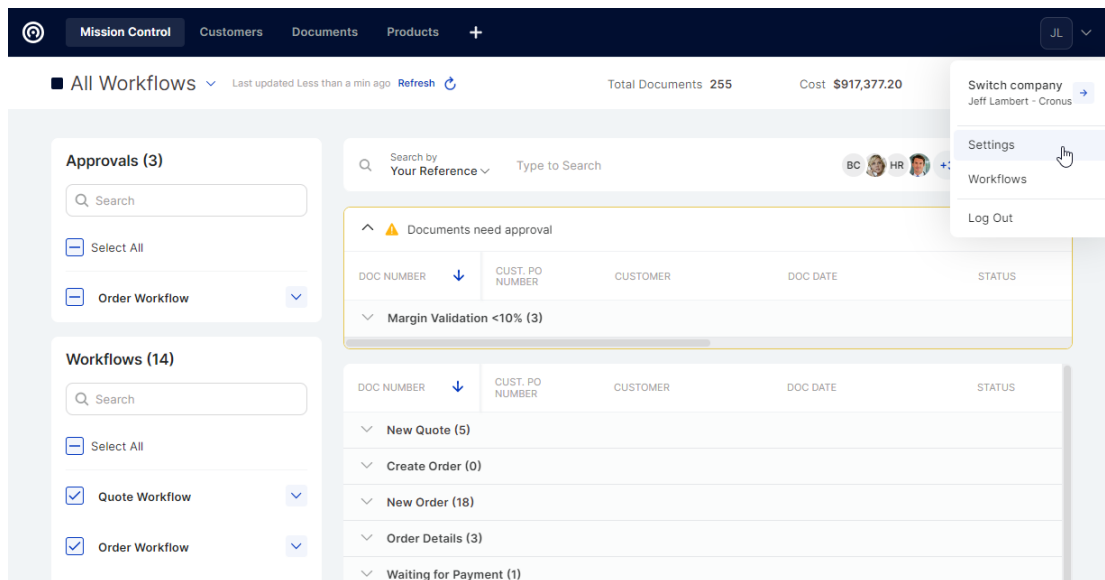 Mission Control Customers Documents Products + JL
All Workflows Last updated Less than a min ago Refresh Total Documents 255 Cost $917,377.20
Switch company
Jeff Lambert - Cronus
Settings
Workflows
Log Out
Approvals (3)
Search
Select All
Order Workflow
Workflows (14)
Search
Select All
Quote Workflow
Order Workflow
Search by
Your Reference
Type to Search
BC HR
Documents need approval
DOC NUMBER CUST. PO NUMBER CUSTOMER DOC DATE STATUS
Margin Validation <10% (3)
DOC NUMBER CUST. PO NUMBER CUSTOMER DOC DATE STATUS
New Quote (5)
Create Order (0)
New Order (18)
Order Details (3)
Waiting for Payment (1)